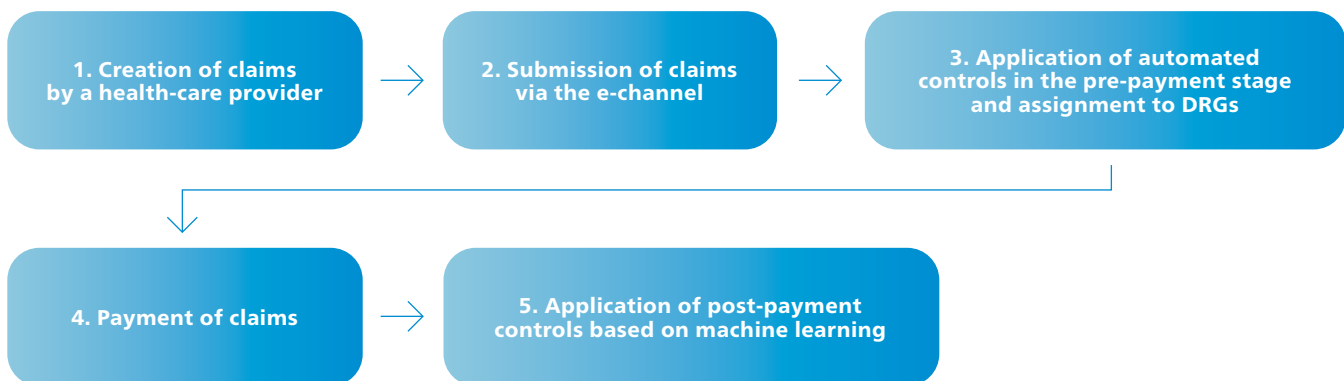 1. Creation of claims
by a health-care provider
2. Submission of claims
via the e-channel
3. Application of automated
controls in the pre-payment stage
and assignment to DRGs
4. Payment of claims
5. Application of post-payment
controls based on machine learning